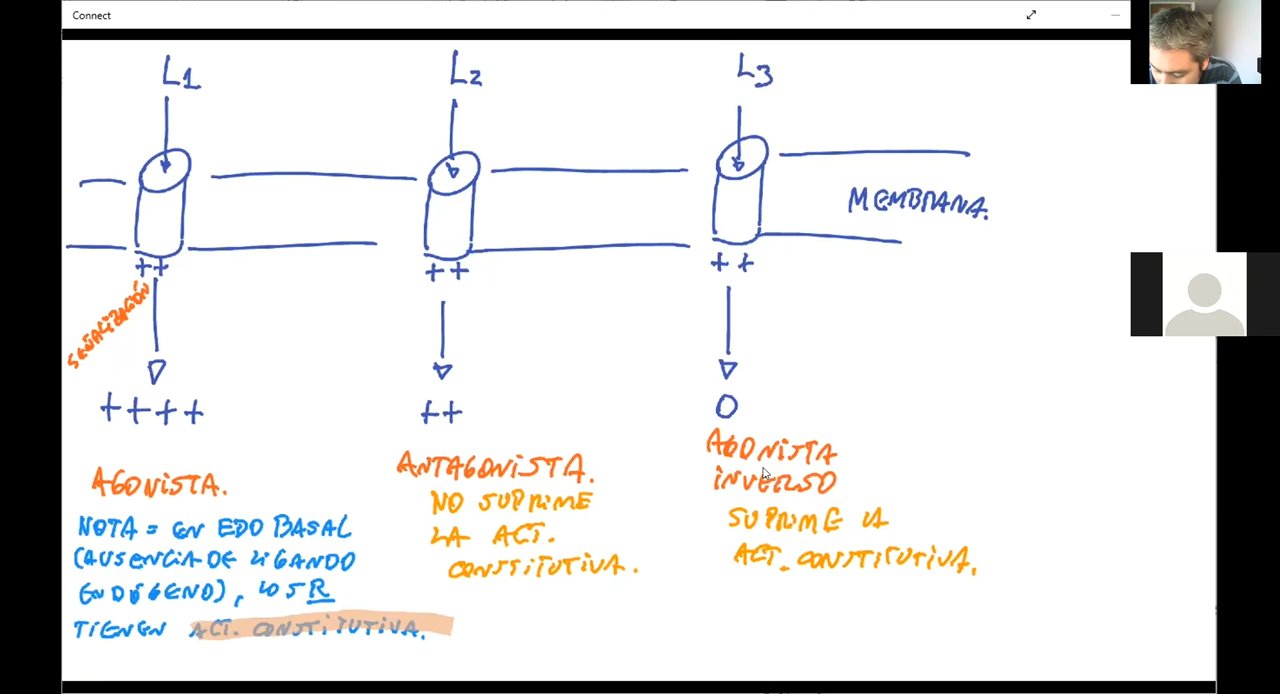 Connect
L1
L2
L3
MEMBRANA.
++
++
++
SEÑALIZACIÓN
++++
++
O
AGONISTA.
NOTA = EN EDO BASAL
(AUSENCIA DE LIGANDO
ENDÓGENO), LOS R
TIENEN ACT. CONSTITUTIVA.
ANTAGONISTA.
NO SUPRIME
LA ACT.
CONSTITUTIVA.
AGONISTA
INVERSO
SUPRIME LA
ACT. CONSTITUTIVA.